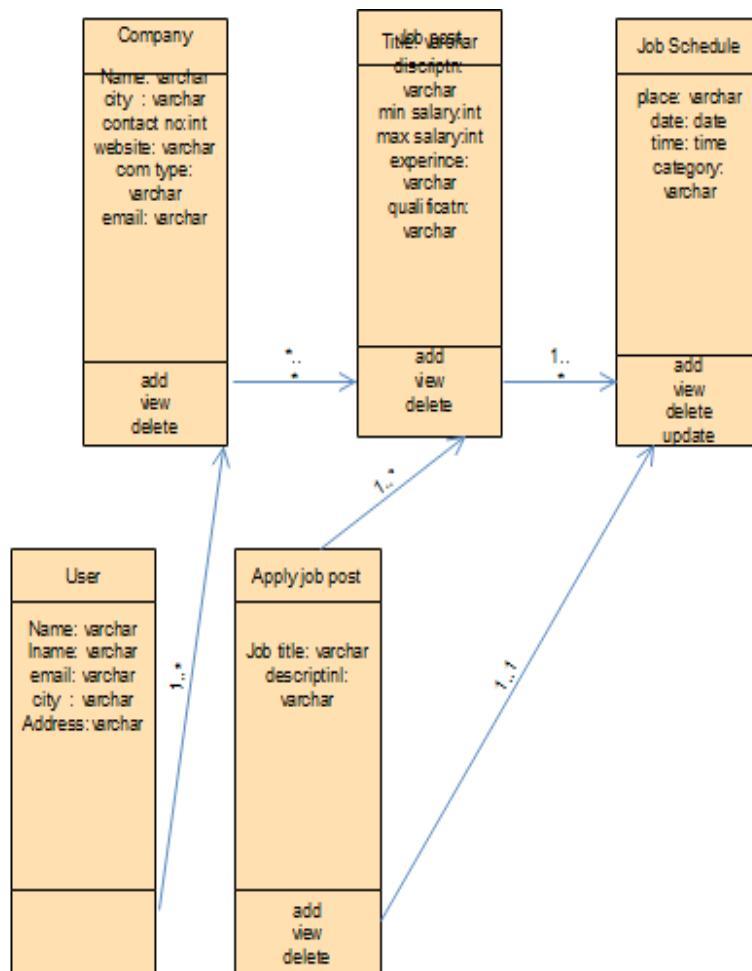 Company
Name: varchar
city : varchar
contact no:int
website: varchar
com type:
varchar
email: varchar
add
view
delete
Job post
Title: varchar
discriptn:
varchar
min salary:int
max salary:int
experince:
varchar
qualificatn:
varchar
add
view
delete
Job Schedule
place: varchar
date: date
time: time
category:
varchar
add
view
delete
update
*..
*
1..
*
1..*
1..*
1..1
User
Name: varchar
lname: varchar
email: varchar
city : varchar
Address: varchar
Apply job post
Job title: varchar
descriptinl:
varchar
add
view
delete